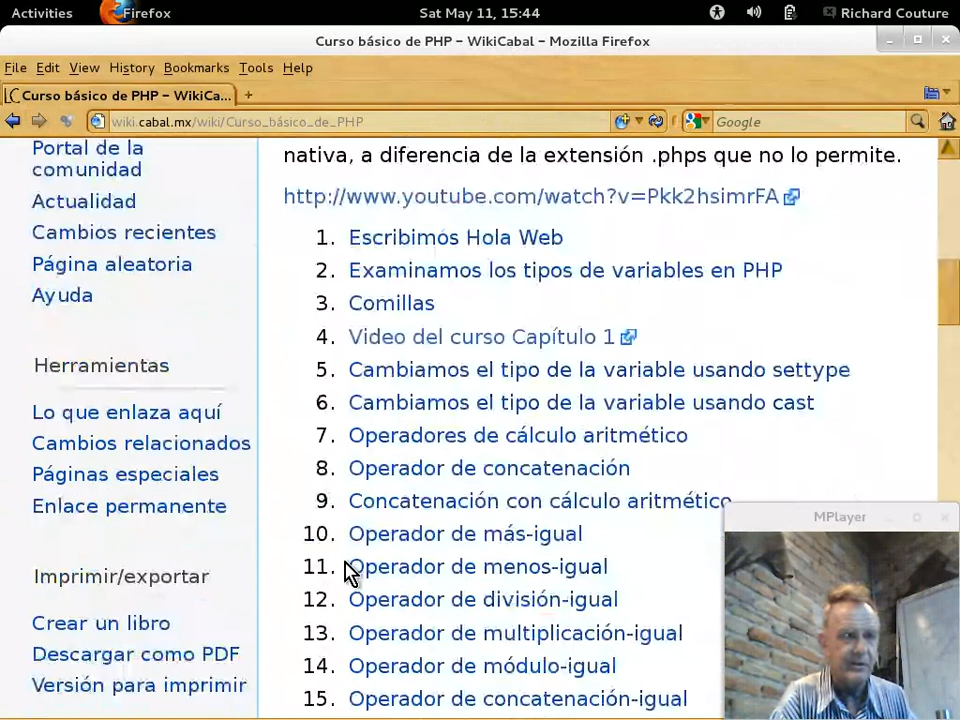 Activities
Firefox
Sat May 11, 15:44
Richard Couture
Curso básico de PHP – WikiCabal – Mozilla Firefox
File Edit View History Bookmarks Tools Help
Curso básico de PHP – WikiCa...
wiki.cabal.mx/wiki/Curso_básico_de_PHP
Google
Portal de la
comunidad
Actualidad
Cambios recientes
Página aleatoria
Ayuda
Herramientas
Lo que enlaza aquí
Cambios relacionados
Páginas especiales
Enlace permanente
Imprimir/exportar
Crear un libro
Descargar como PDF
Versión para imprimir
nativa, a diferencia de la extensión .phps que no lo permite.
http://www.youtube.com/watch?v=Pkk2hsimrFA
1. Escribimos Hola Web
2. Examinamos los tipos de variables en PHP
3. Comillas
4. Video del curso Capítulo 1
5. Cambiamos el tipo de la variable usando settype
6. Cambiamos el tipo de la variable usando cast
7. Operadores de cálculo aritmético
8. Operador de concatenación
9. Concatenación con cálculo aritmético
10. Operador de más-igual
11. Operador de menos-igual
12. Operador de división-igual
13. Operador de multiplicación-igual
14. Operador de módulo-igual
15. Operador de concatenación-igual
MPlayer